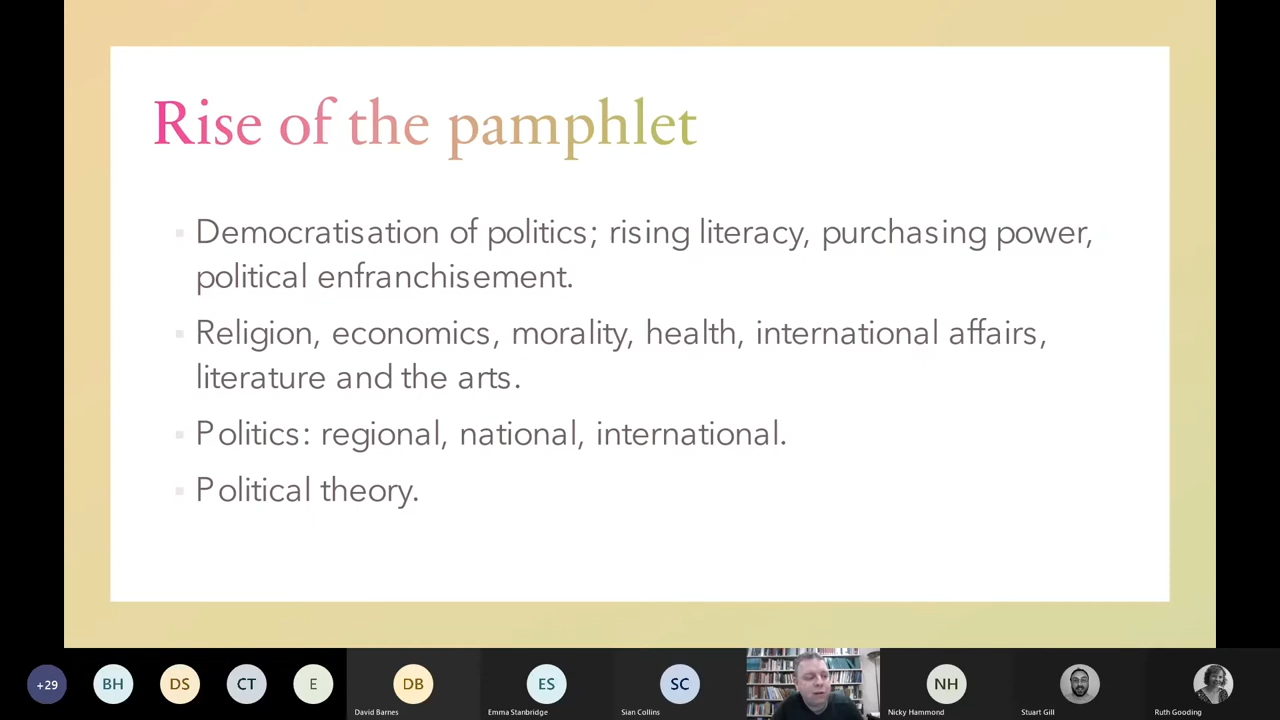 Rise of the pamphlet
Democratisation of politics; rising literacy, purchasing power,
political enfranchisement.
Religion, economics, morality, health, international affairs,
literature and the arts.
Politics: regional, national, international.
Political theory.
+29
BH
DS
CT
E
DB
David Barnes
ES
Emma Stanbridge
SC
Sian Collins
NH
Nicky Hammond
Stuart Gill
Ruth Gooding